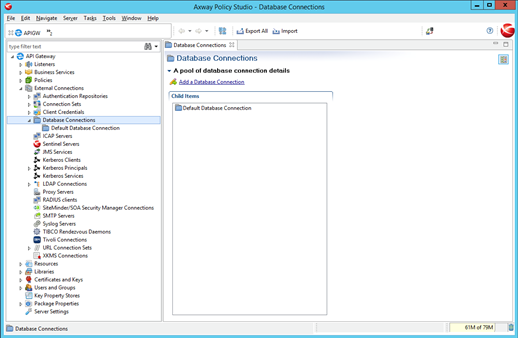 Axway Policy Studio - Database Connections
File Edit Navigate Server Tasks Tools Window Help
APIGW
Export All Import
type filter text
Database Connections
API Gateway
Listeners
Business Services
Policies
External Connections
Authentication Repositories
Connection Sets
Client Credentials
Database Connections
Default Database Connection
ICAP Servers
Sentinel Servers
JMS Services
Kerberos Clients
Kerberos Principals
Kerberos Services
LDAP Connections
Proxy Servers
RADIUS clients
SiteMinder/SOA Security Manager Connections
SMTP Servers
Syslog Servers
TIBCO Rendezvous Daemons
Tivoli Connections
URL Connection Sets
XKMS Connections
Resources
Libraries
Certificates and Keys
Users and Groups
Key Property Stores
Package Properties
Server Settings
Database Connections
A pool of database connection details
Add a Database Connection
Child Items
Default Database Connection
Database Connections
61M of 79M